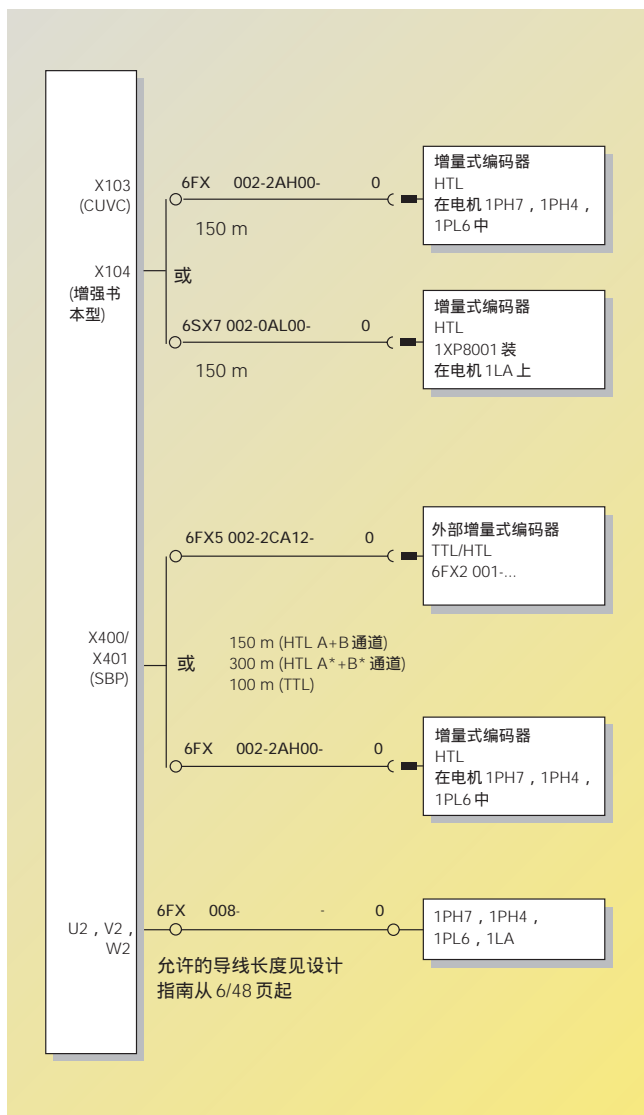 X103
(CUVC)
X104
(增强书
本型)
6FX 002-2AH00- 0
150 m
或
6SX7 002-0AL00- 0
150 m
增量式编码器
HTL
在电机 1PH7，1PH4，
1PL6 中
增量式编码器
HTL
1XP8001 装
在电机 1LA 上
X400/
X401
(SBP)
6FX5 002-2CA12- 0
或
150 m (HTL A+B 通道)
300 m (HTL A*+B* 通道)
100 m (TTL)
6FX 002-2AH00- 0
外部增量式编码器
TTL/HTL
6FX2 001-...
增量式编码器
HTL
在电机 1PH7，1PH4，
1PL6 中
U2，V2，
W2
6FX 008- - 0
允许的导线长度见设计
指南从 6/48 页起
1PH7，1PH4，
1PL6，1LA